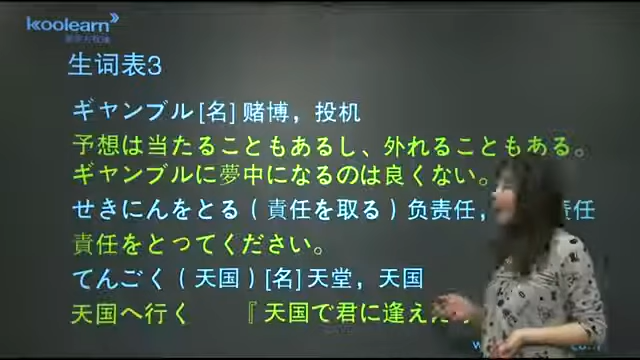 koolearn
生词表3
ギャンブル[名]赌博，投机
予想は当たることもあるし、外れることもある。
ギャンブルに夢中になるのは良くない。
せきにんをとる（責任を取る）负责任， 责任
責任をとってください。
てんごく（天国）[名]天堂，天国
天国へ行く 『天国で君に逢え